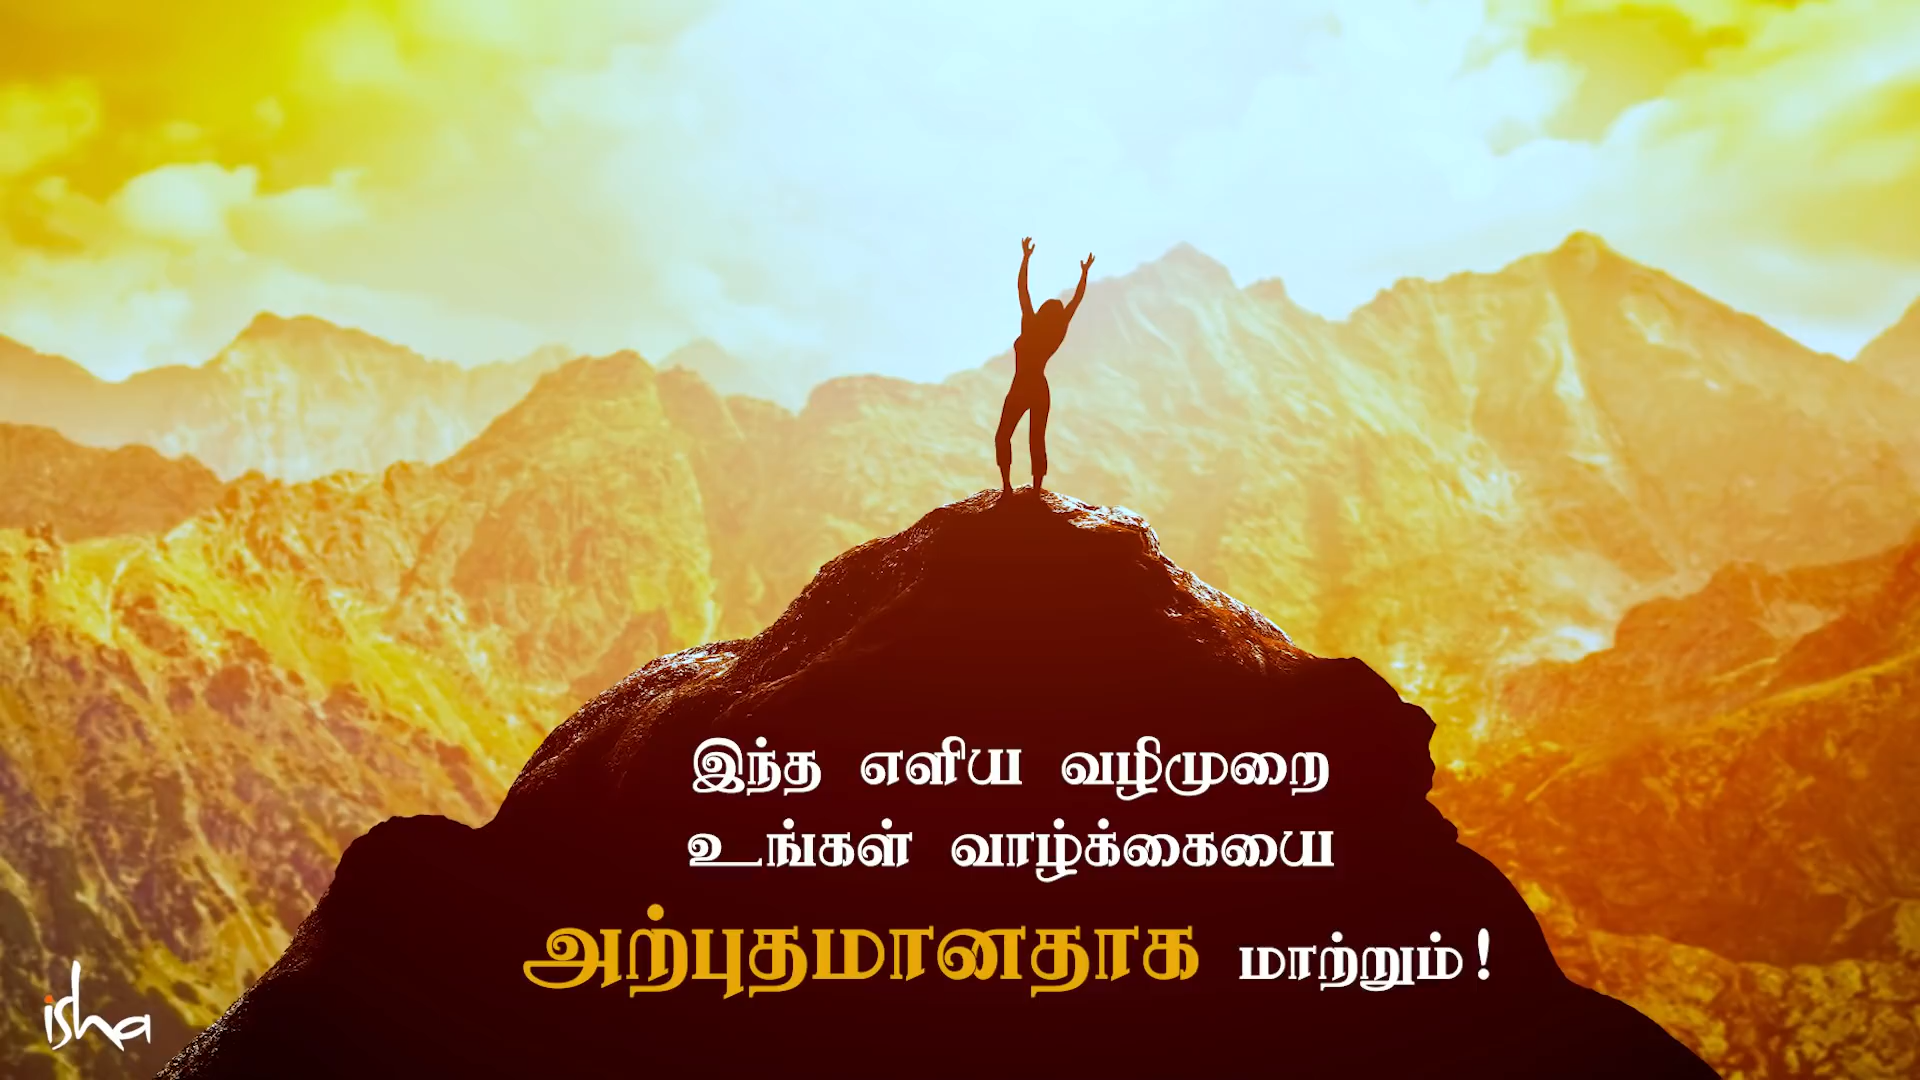 இந்த எளிய வழிமுறை
உங்கள் வாழ்க்கையை
அற்புதமானதாக மாற்றும்!
isha